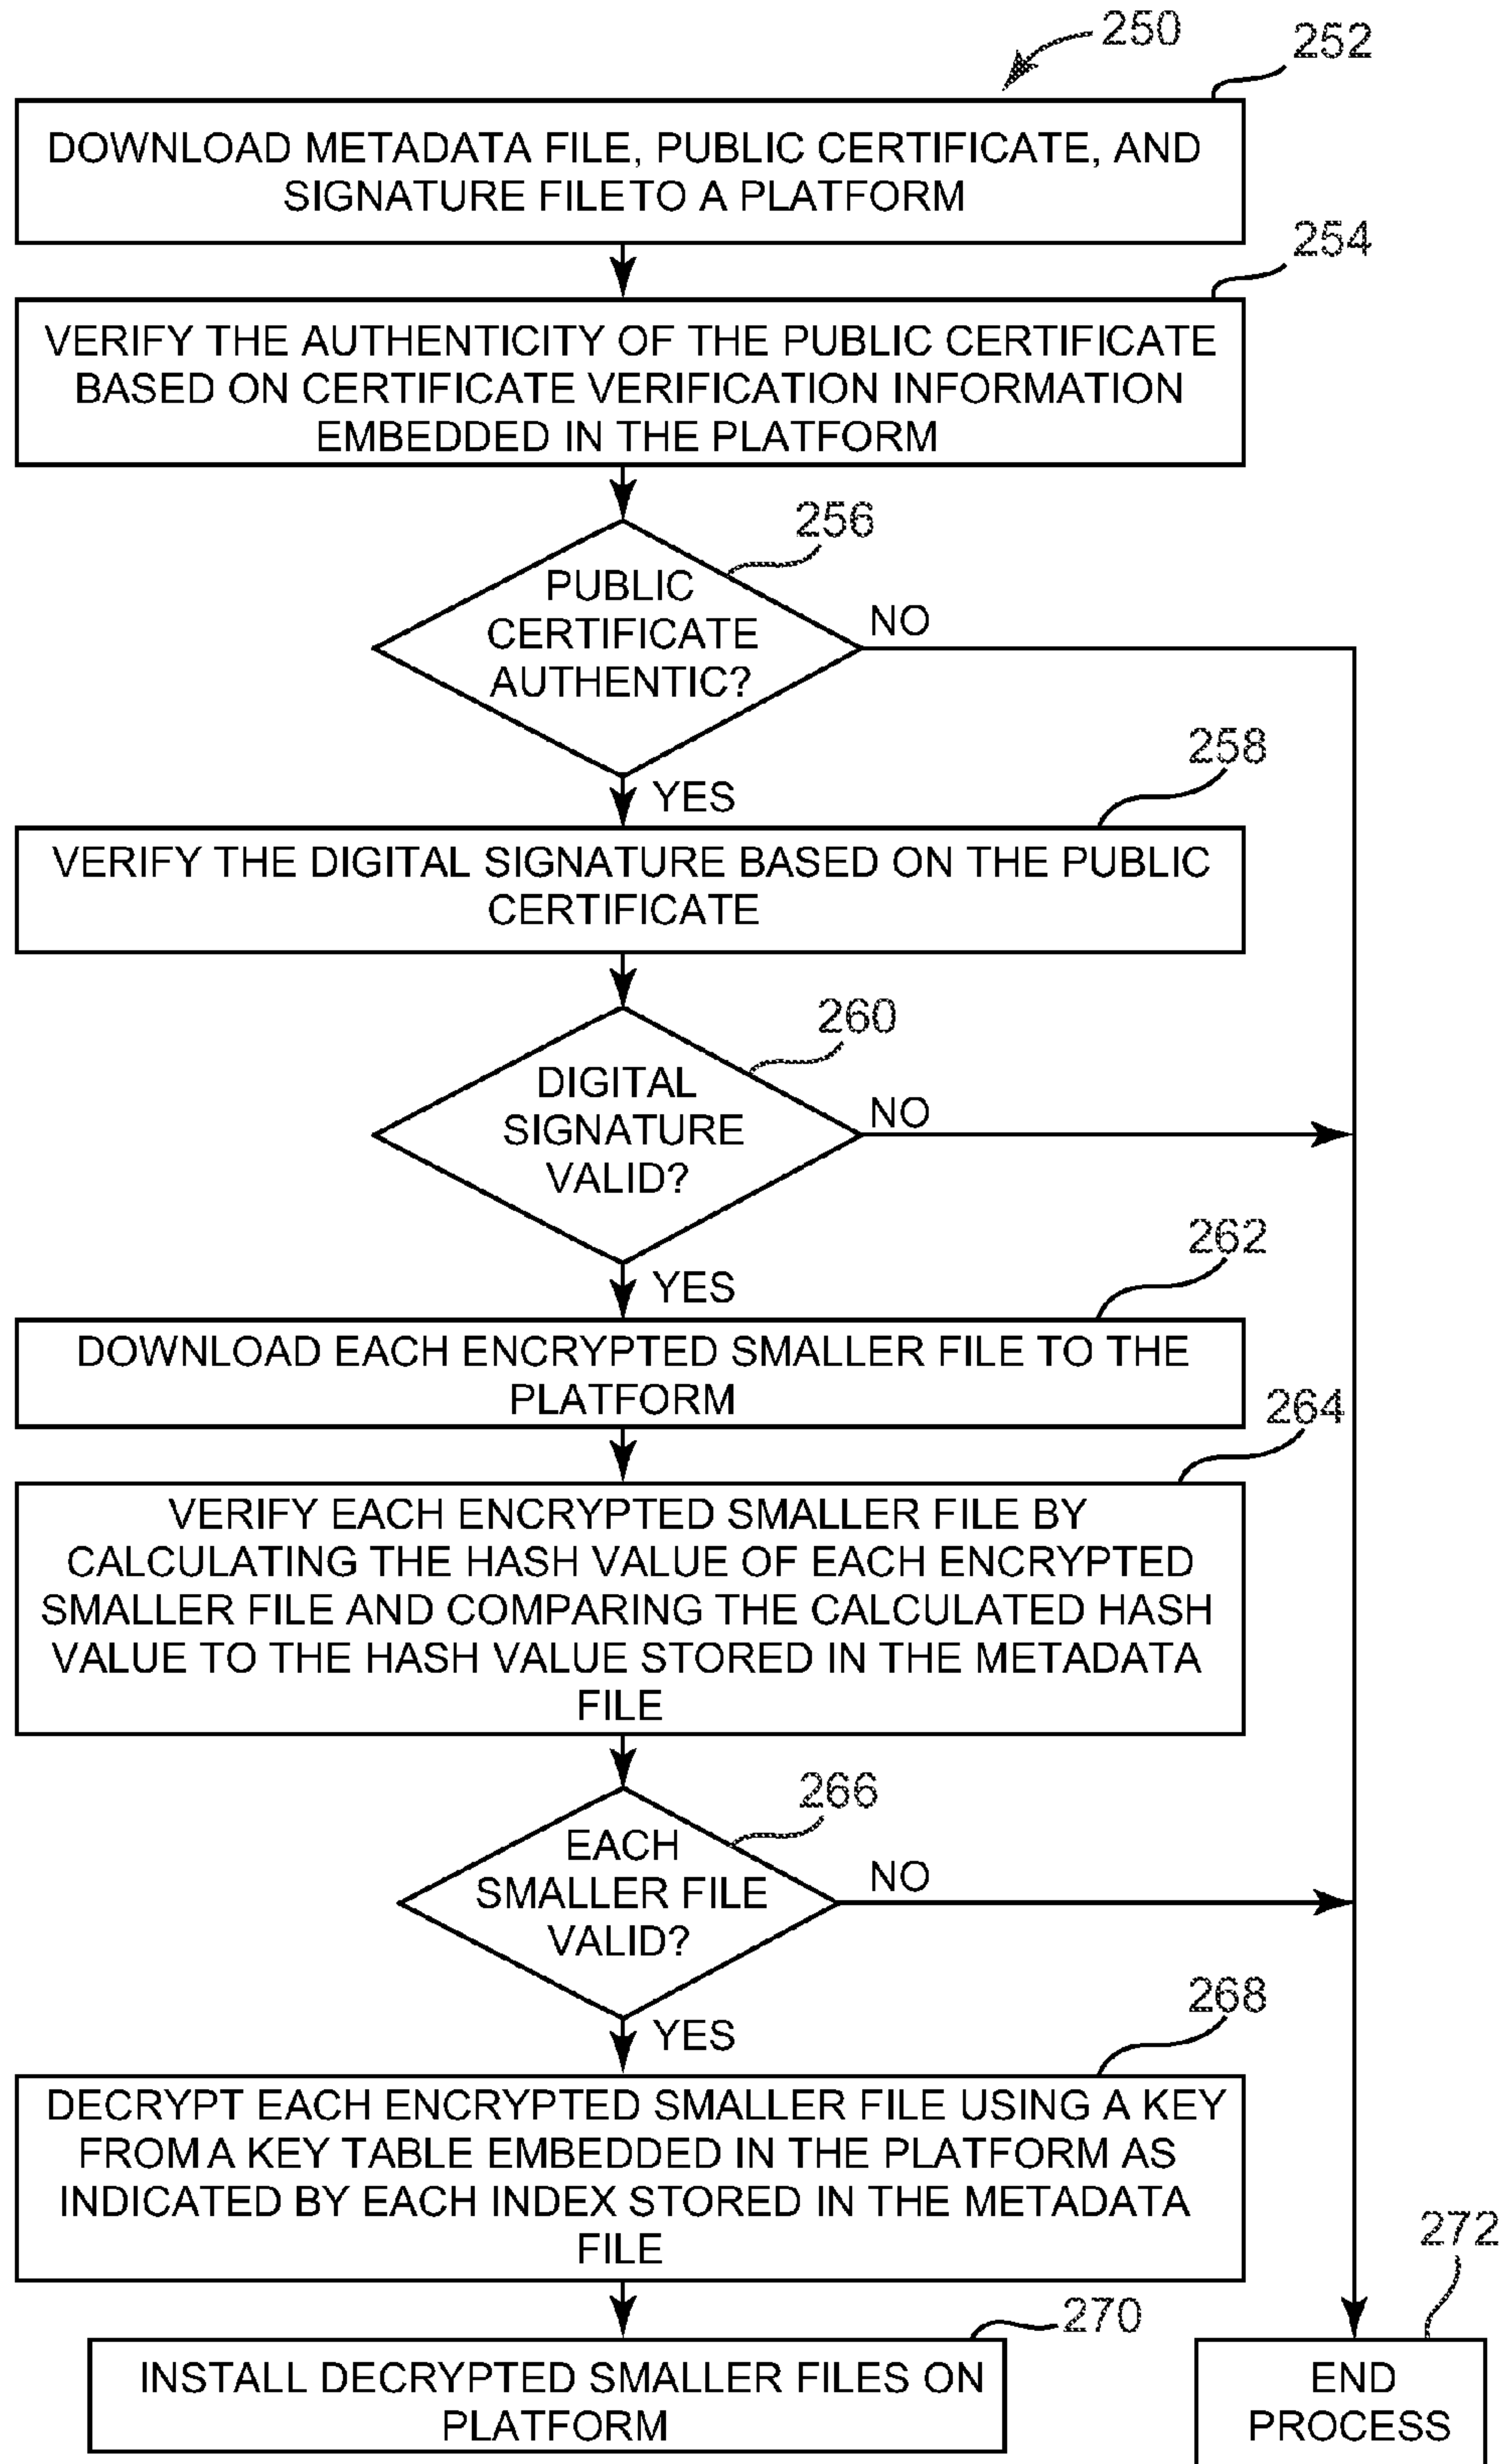 250
252
DOWNLOAD METADATA FILE, PUBLIC CERTIFICATE, AND
SIGNATURE FILETO A PLATFORM
254
VERIFY THE AUTHENTICITY OF THE PUBLIC CERTIFICATE
BASED ON CERTIFICATE VERIFICATION INFORMATION
EMBEDDED IN THE PLATFORM
256
PUBLIC
CERTIFICATE
AUTHENTIC?
NO
YES
258
VERIFY THE DIGITAL SIGNATURE BASED ON THE PUBLIC
CERTIFICATE
260
DIGITAL
SIGNATURE
VALID?
NO
YES
262
DOWNLOAD EACH ENCRYPTED SMALLER FILE TO THE
PLATFORM
264
VERIFY EACH ENCRYPTED SMALLER FILE BY
CALCULATING THE HASH VALUE OF EACH ENCRYPTED
SMALLER FILE AND COMPARING THE CALCULATED HASH
VALUE TO THE HASH VALUE STORED IN THE METADATA
FILE
266
EACH
SMALLER FILE
VALID?
NO
YES
268
DECRYPT EACH ENCRYPTED SMALLER FILE USING A KEY
FROM A KEY TABLE EMBEDDED IN THE PLATFORM AS
INDICATED BY EACH INDEX STORED IN THE METADATA
FILE
270
INSTALL DECRYPTED SMALLER FILES ON
PLATFORM
272
END
PROCESS